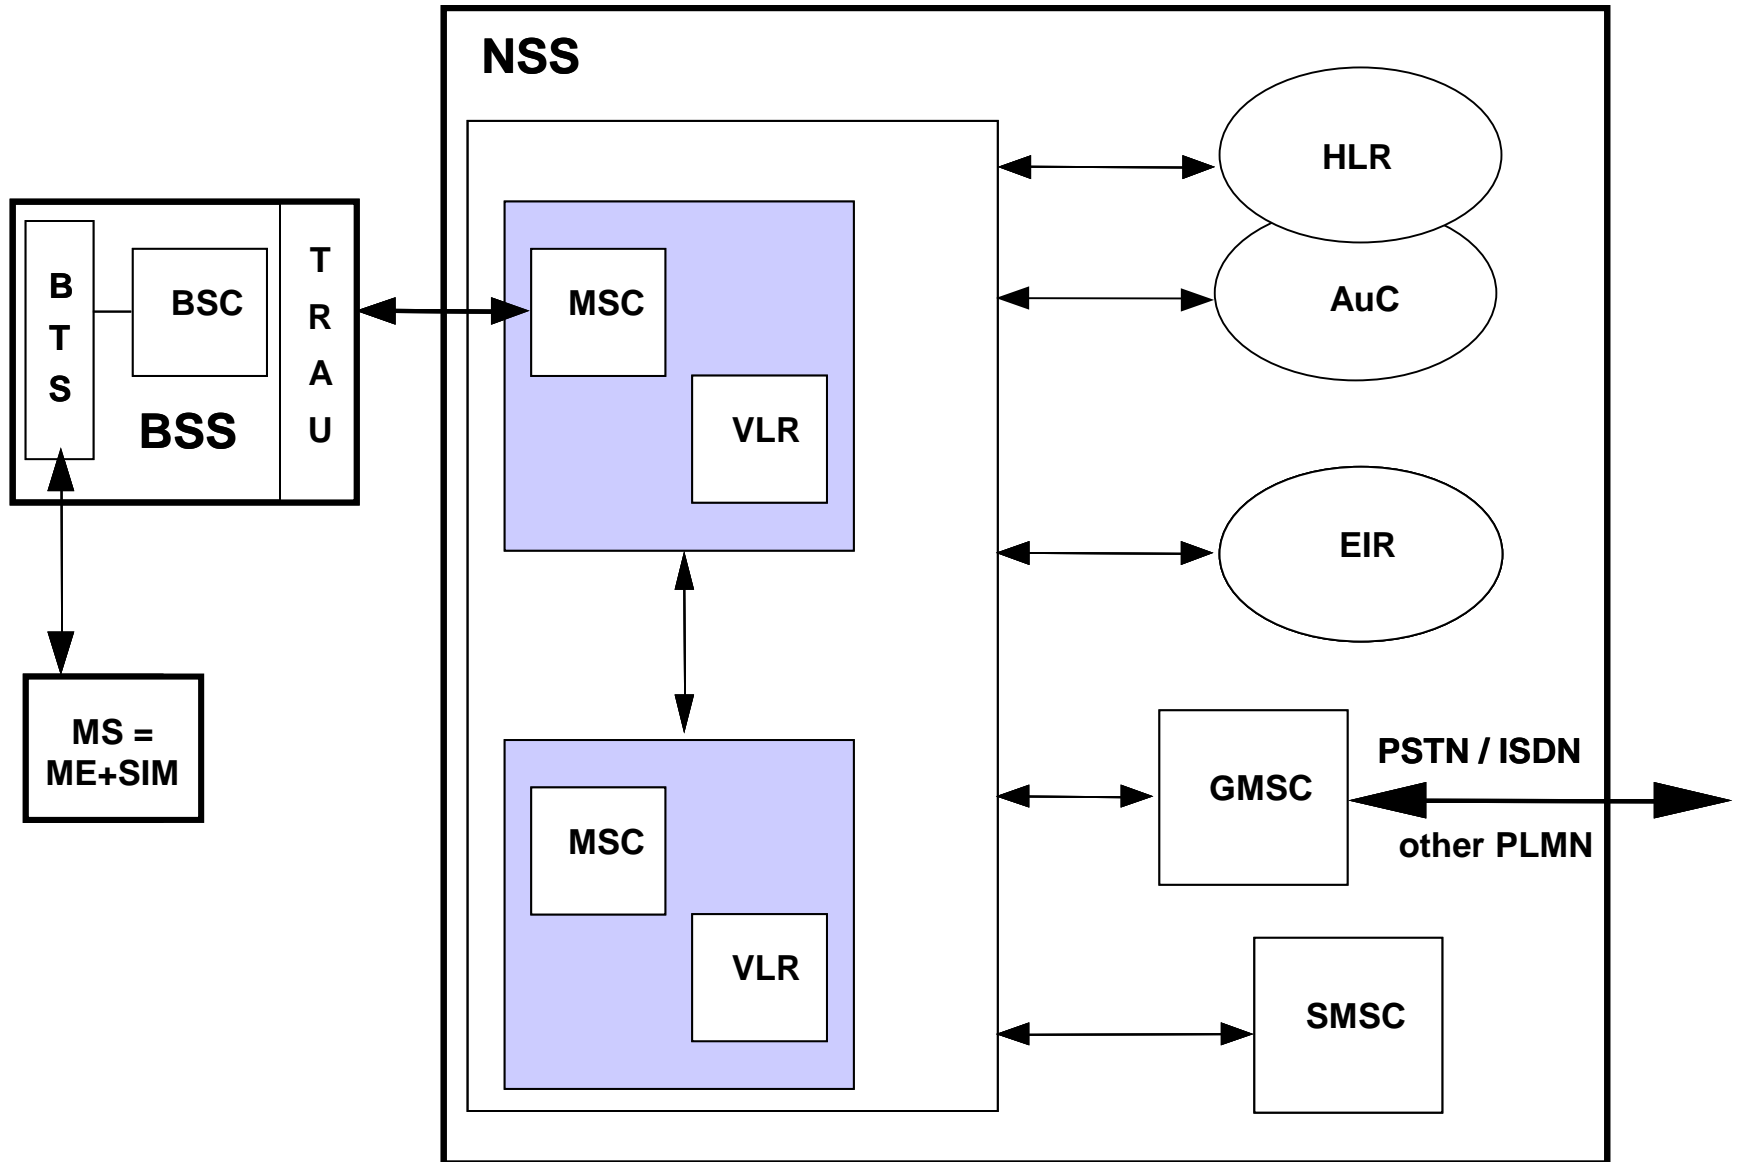 NSS
HLR
AuC
EIR
B
T
S
BSC
BSS
T
R
A
U
MSC
VLR
MS =
ME+SIM
MSC
VLR
GMSC
PSTN / ISDN
other PLMN
SMSC